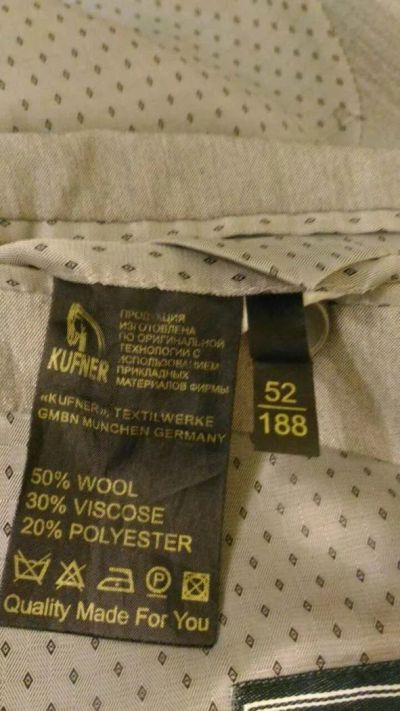 KUFNER
ПРОДУКЦИЯ
ИЗГОТОВЛЕНА
ПО ОРИГИНАЛЬНОЙ
ТЕХНОЛОГИИ С
ИСПОЛЬЗОВАНИЕМ
ПРИКЛАДНЫХ
МАТЕРИАЛОВ ФИРМЫ
«KUFNER», TEXTILWERKE
GMBN MUNCHEN GERMANY
50% WOOL
30% VISCOSE
20% POLYESTER
P
Quality Made For You
52
188